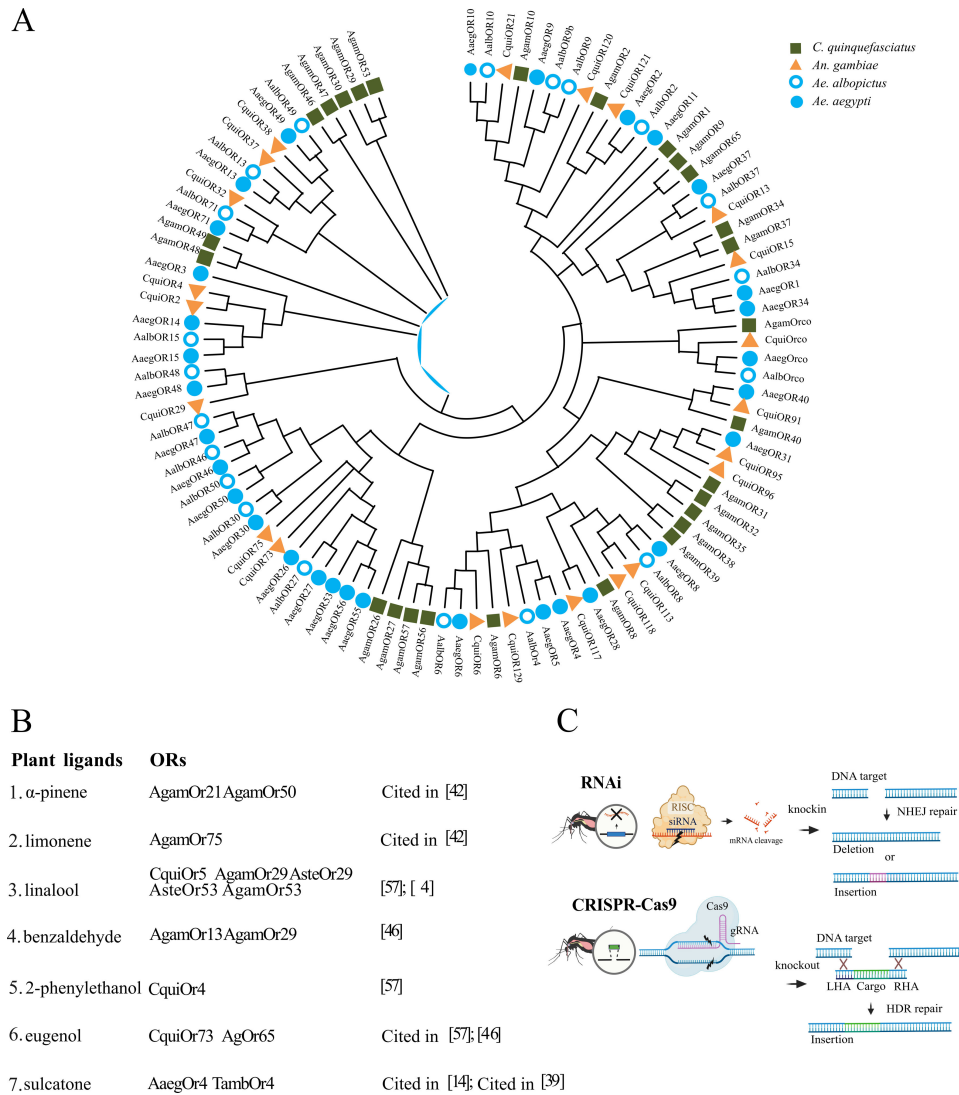 A
AaegOR10
AalbOR10
CquiOR21
AgamOR10
AaegOR9
AalbOR9b
AalbOR9
CquiOR120
AgamOR2
CquiOR121
AaegOR2
AalbOR2
AaegOR11
AgamOR1
AgamOR9
AgamOR65
AaegOR37
AalbOR37
CquiOR13
AgamOR34
AgamOR37
CquiOR15
AalbOR34
AaegOR1
AaegOR34
AgamOrco
CquiOrco
AaegOrco
AalbOrco
AaegOR40
CquiOR91
AgamOR40
AaegOR31
CquiOR95
CquiOR96
AgamOR31
AgamOR32
AgamOR35
AgamOR38
AgamOR39
AaegOR8
AalbOR8
CquiOR113
CquiOR118
AgamOR8
AaegOR28
CquiOR117
AaegOR4
AaegOR5
AalbOr4
CquiOR129
AgamOR6
CquiOR6
AaegOR6
AalbOR6
AgamOR56
AgamOR57
AgamOR27
AgamOR26
AaegOR55
AaegOR56
AaegOR53
AaegOR27
AalbOR27
AaegOR26
CquiOR73
CquiOR75
AaegOR30
AalbOR30
AaegOR50
AalbOR50
AaegOR46
AalbOR46
AaegOR47
AalbOR47
CquiOR29
AaegOR48
AalbOR48
AaegOR15
AalbOR15
AaegOR14
CquiOR2
CquiOR4
AaegOR3
AgamOR48
AgamOR49
AaegOR71
AalbOR71
CquiOR32
AaegOR13
AalbOR13
CquiOR37
CquiOR38
AaegOR49
AalbOR49
AgamOR46
AgamOR47
AgamOR30
AgamOR29
AgamOR53
C. quinquefasciatus
An. gambiae
Ae. albopictus
Ae. aegypti
B
Plant ligands ORs
1. α-pinene AgamOr21 AgamOr50 Cited in [42]
2. limonene AgamOr75 Cited in [42]
3. linalool CquiOr5 AgamOr29 AsteOr29
AsteOr53 AgamOr53 [57]; [ 4]
4. benzaldehyde AgamOr13 AgamOr29 [46]
5. 2-phenylethanol CquiOr4 [57]
6. eugenol CquiOr73 AgOr65 Cited in [57]; [46]
7. sulcatone AaegOr4 TambOr4 Cited in [14]; Cited in [39]
C
RNAi
RISC
siRNA
mRNA cleavage
knockin
DNA target
NHEJ repair
Deletion
or
Insertion
CRISPR-Cas9
Cas9
gRNA
knockout
DNA target
LHA Cargo RHA
HDR repair
Insertion